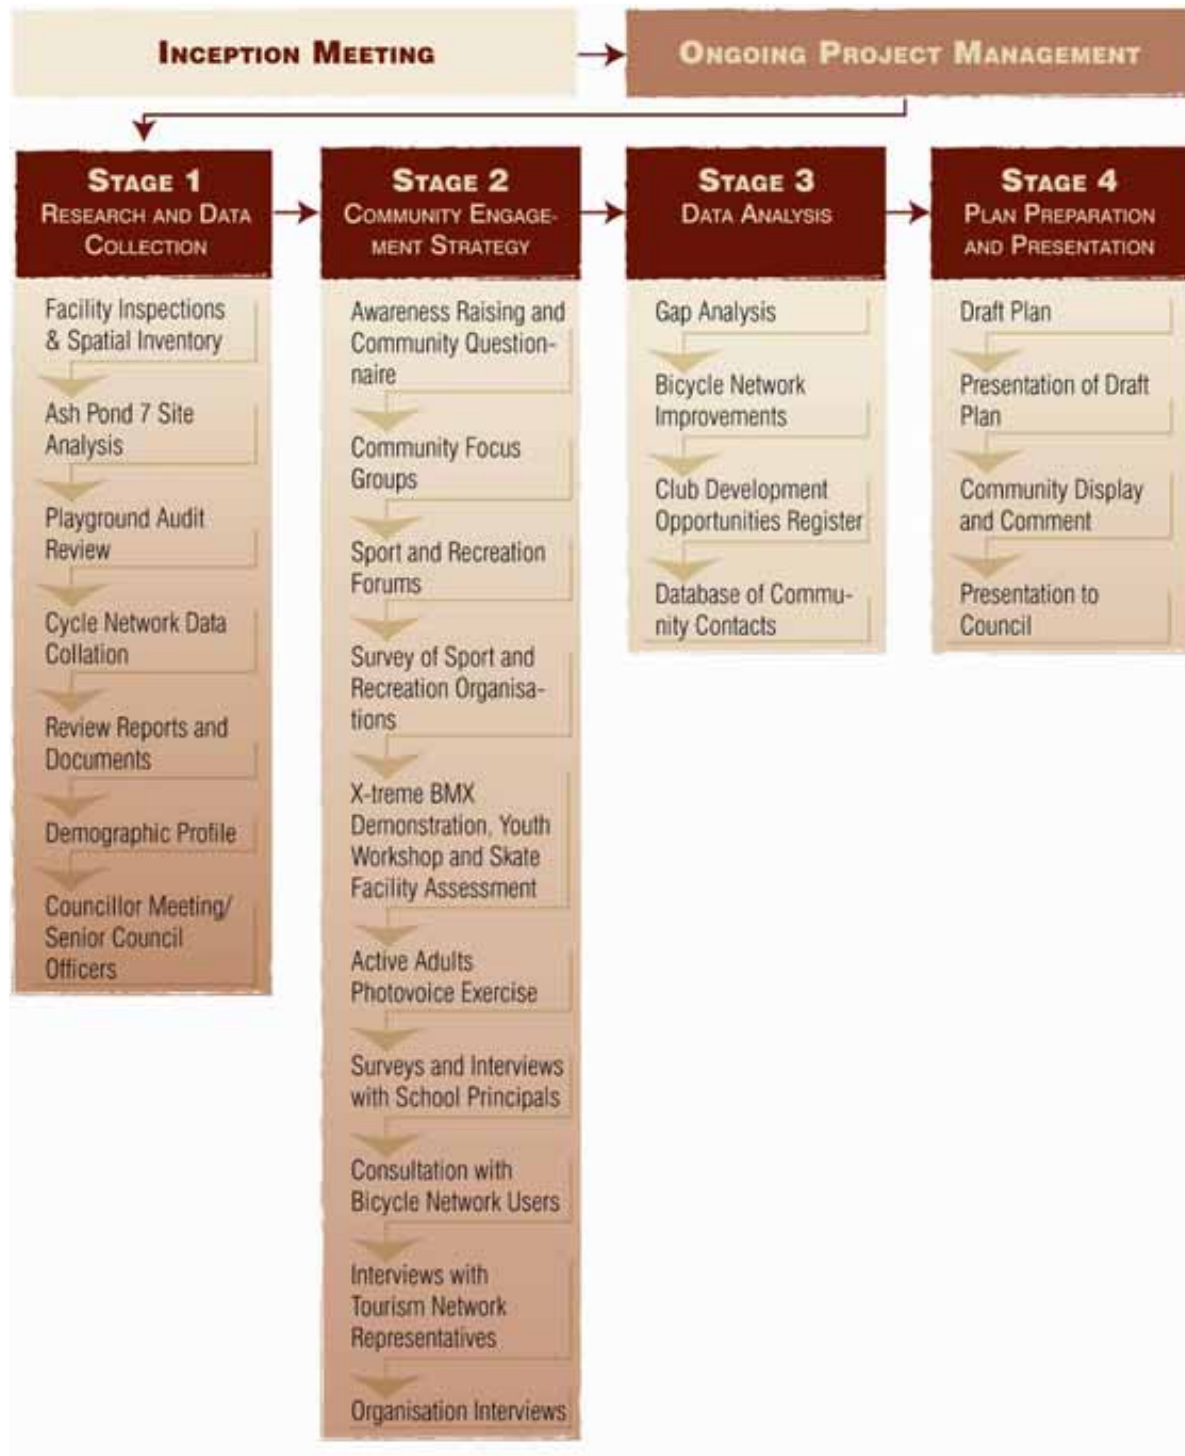 INCEPTION MEETING
ONGOING PROJECT MANAGEMENT
STAGE 1
RESEARCH AND DATA
COLLECTION
Facility Inspections
& Spatial Inventory
Ash Pond 7 Site
Analysis
Playground Audit
Review
Cycle Network Data
Collation
Review Reports and
Documents
Demographic Profile
Councillor Meeting/
Senior Council
Officers
STAGE 2
COMMUNITY ENGAGE-
MENT STRATEGY
Awareness Raising and
Community Question-
naire
Community Focus
Groups
Sport and Recreation
Forums
Survey of Sport and
Recreation Organisa-
tions
X-treme BMX
Demonstration, Youth
Workshop and Skate
Facility Assessment
Active Adults
Photovoice Exercise
Surveys and Interviews
with School Principals
Consultation with
Bicycle Network Users
Interviews with
Tourism Network
Representatives
Organisation Interviews
STAGE 3
DATA ANALYSIS
Gap Analysis
Bicycle Network
Improvements
Club Development
Opportunities Register
Database of Commu-
nity Contacts
STAGE 4
PLAN PREPARATION
AND PRESENTATION
Draft Plan
Presentation of Draft
Plan
Community Display
and Comment
Presentation to
Council